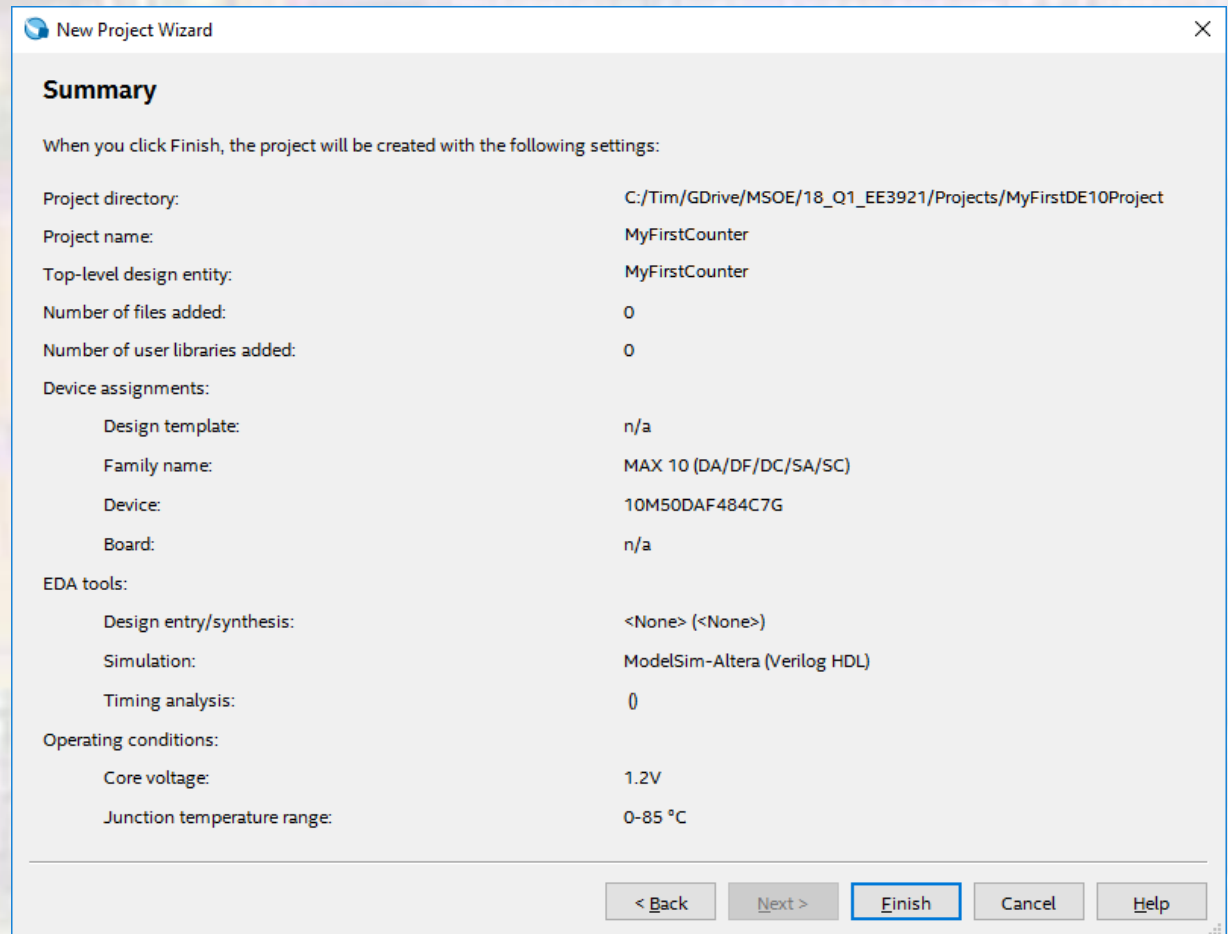 New Project Wizard
Summary
When you click Finish, the project will be created with the following settings:
Project directory: C:/Tim/GDrive/MSOE/18_Q1_EE3921/Projects/MyFirstDE10Project
Project name: MyFirstCounter
Top-level design entity: MyFirstCounter
Number of files added: 0
Number of user libraries added: 0
Device assignments:
Design template: n/a
Family name: MAX 10 (DA/DF/DC/SA/SC)
Device: 10M50DAF484C7G
Board: n/a
EDA tools:
Design entry/synthesis: <None> (<None>)
Simulation: ModelSim-Altera (Verilog HDL)
Timing analysis: ()
Operating conditions:
Core voltage: 1.2V
Junction temperature range: 0-85 °C
< Back Next > Finish Cancel Help